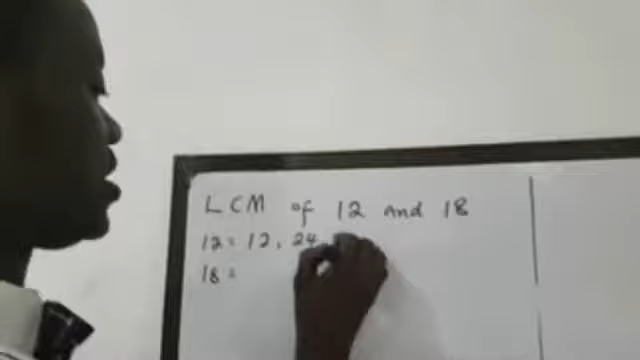 LCM of 12 and 18
12 = 12, 24
18 =